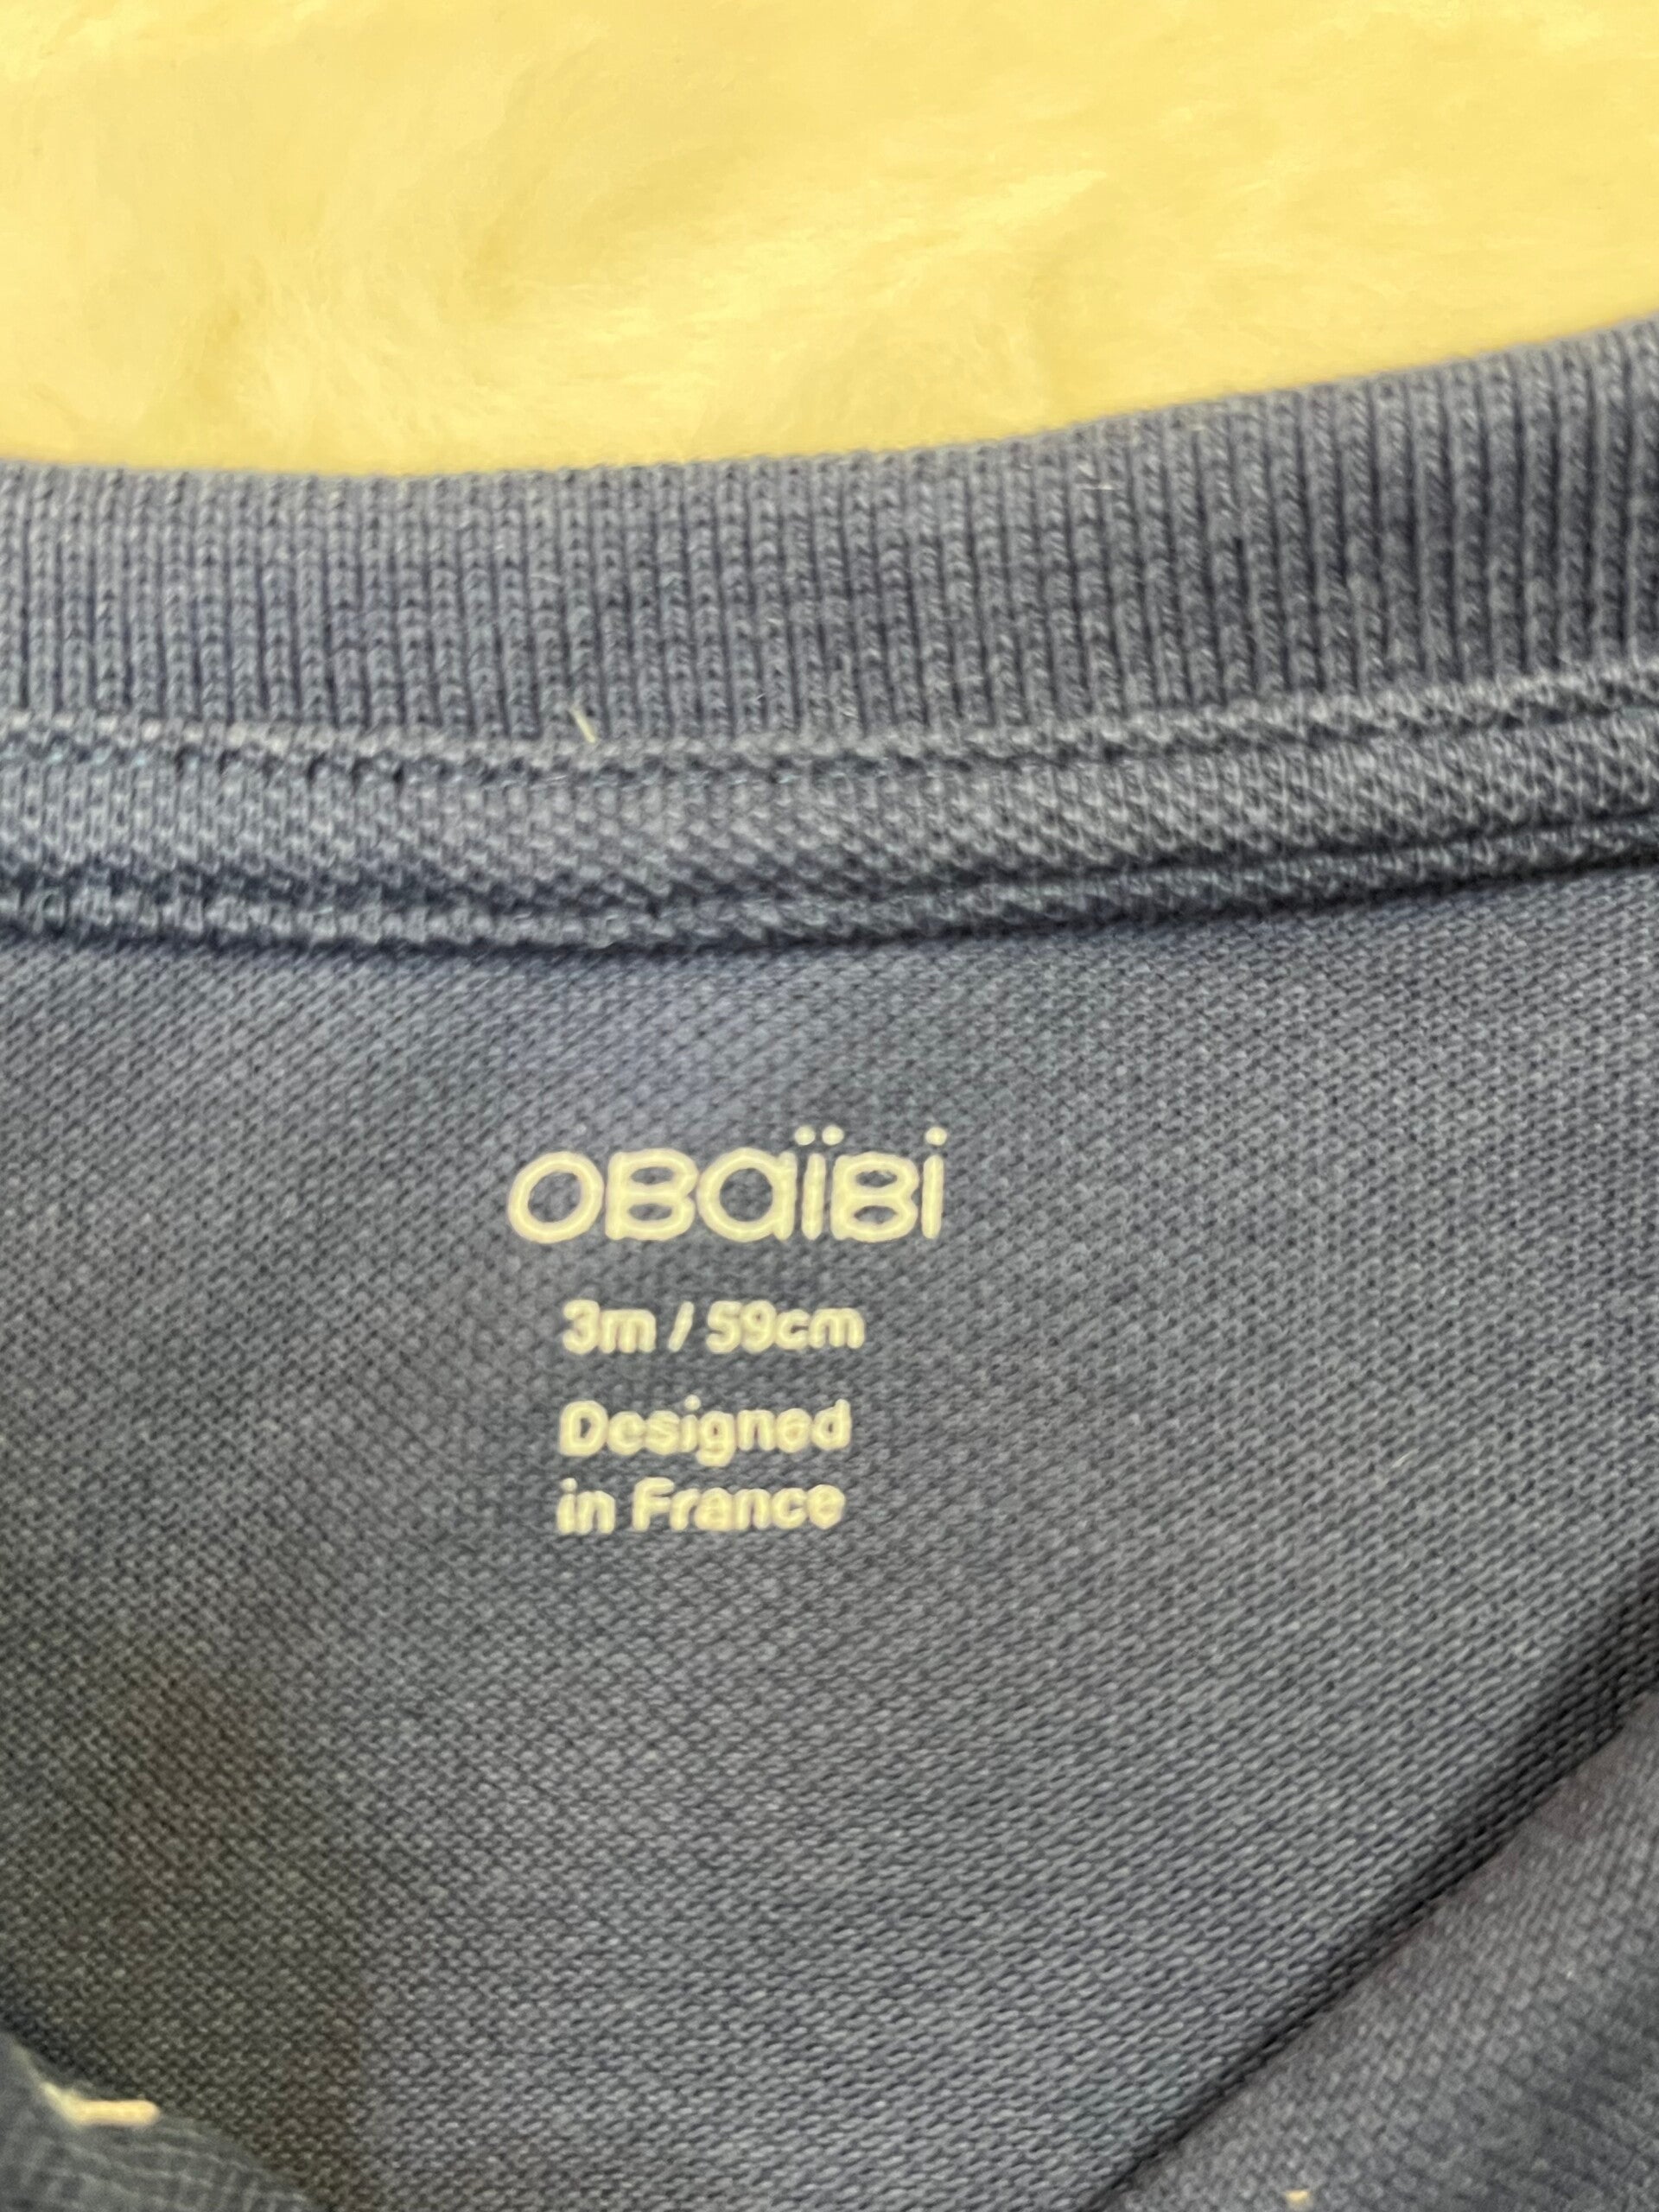 OBaïBi
3m / 59cm
Designed
in France